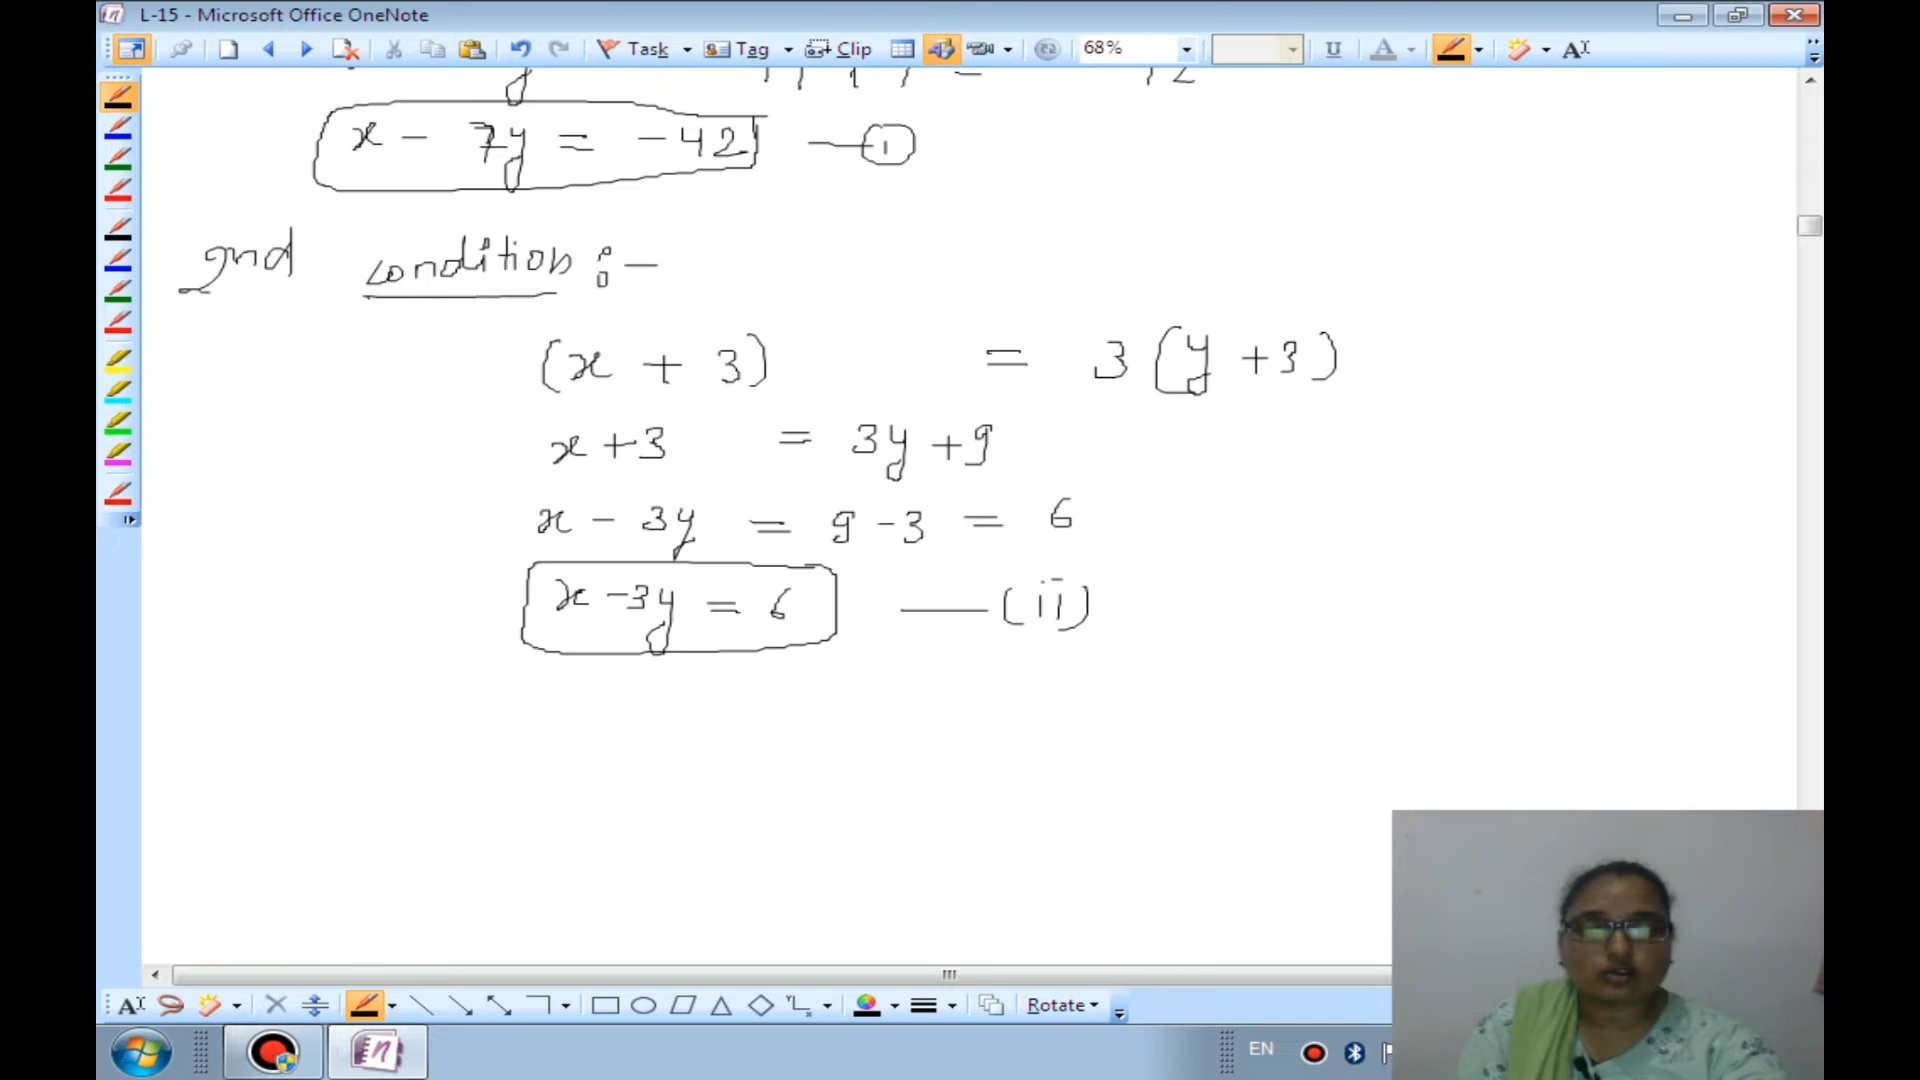 L-15 - Microsoft Office OneNote
Task Tag Clip 68% U A
x - 7y = -42 —①
2nd condition :-
(x + 3) = 3(y + 3)
x + 3 = 3y + 9
x - 3y = 9 - 3 = 6
x - 3y = 6 —(ii)
Rotate
EN